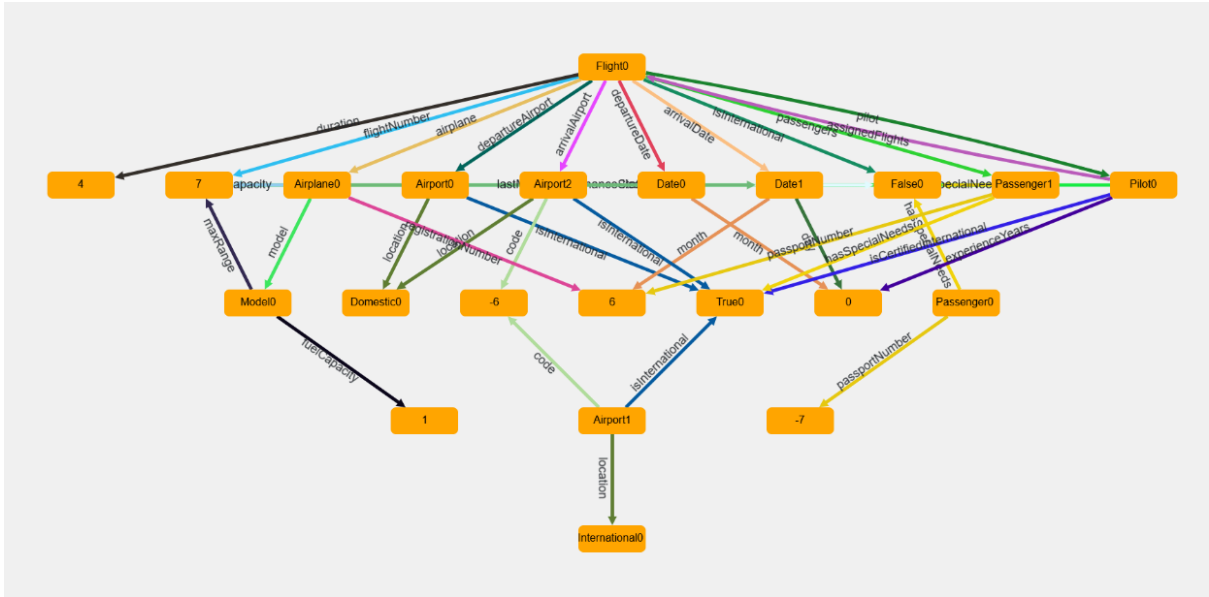 Flight0
duration
flightNumber
airplane
departureAirport
arrivalAirport
departureDate
arrivalDate
isInternational
passengers
assignedFlights
pilot
4
7
Airplane0
Airport0
Airport2
Date0
Date1
False0
Passenger1
Pilot0
maxRange
model
location
location
registrationNumber
code
isInternational
isInternational
month
month
passportNumber
hasSpecialNeeds
isCertifiedInternational
experienceYears
hasSpecialNeeds
Model0
Domestic0
-6
6
True0
0
Passenger0
fuelCapacity
code
isInternational
passportNumber
1
Airport1
-7
location
International0